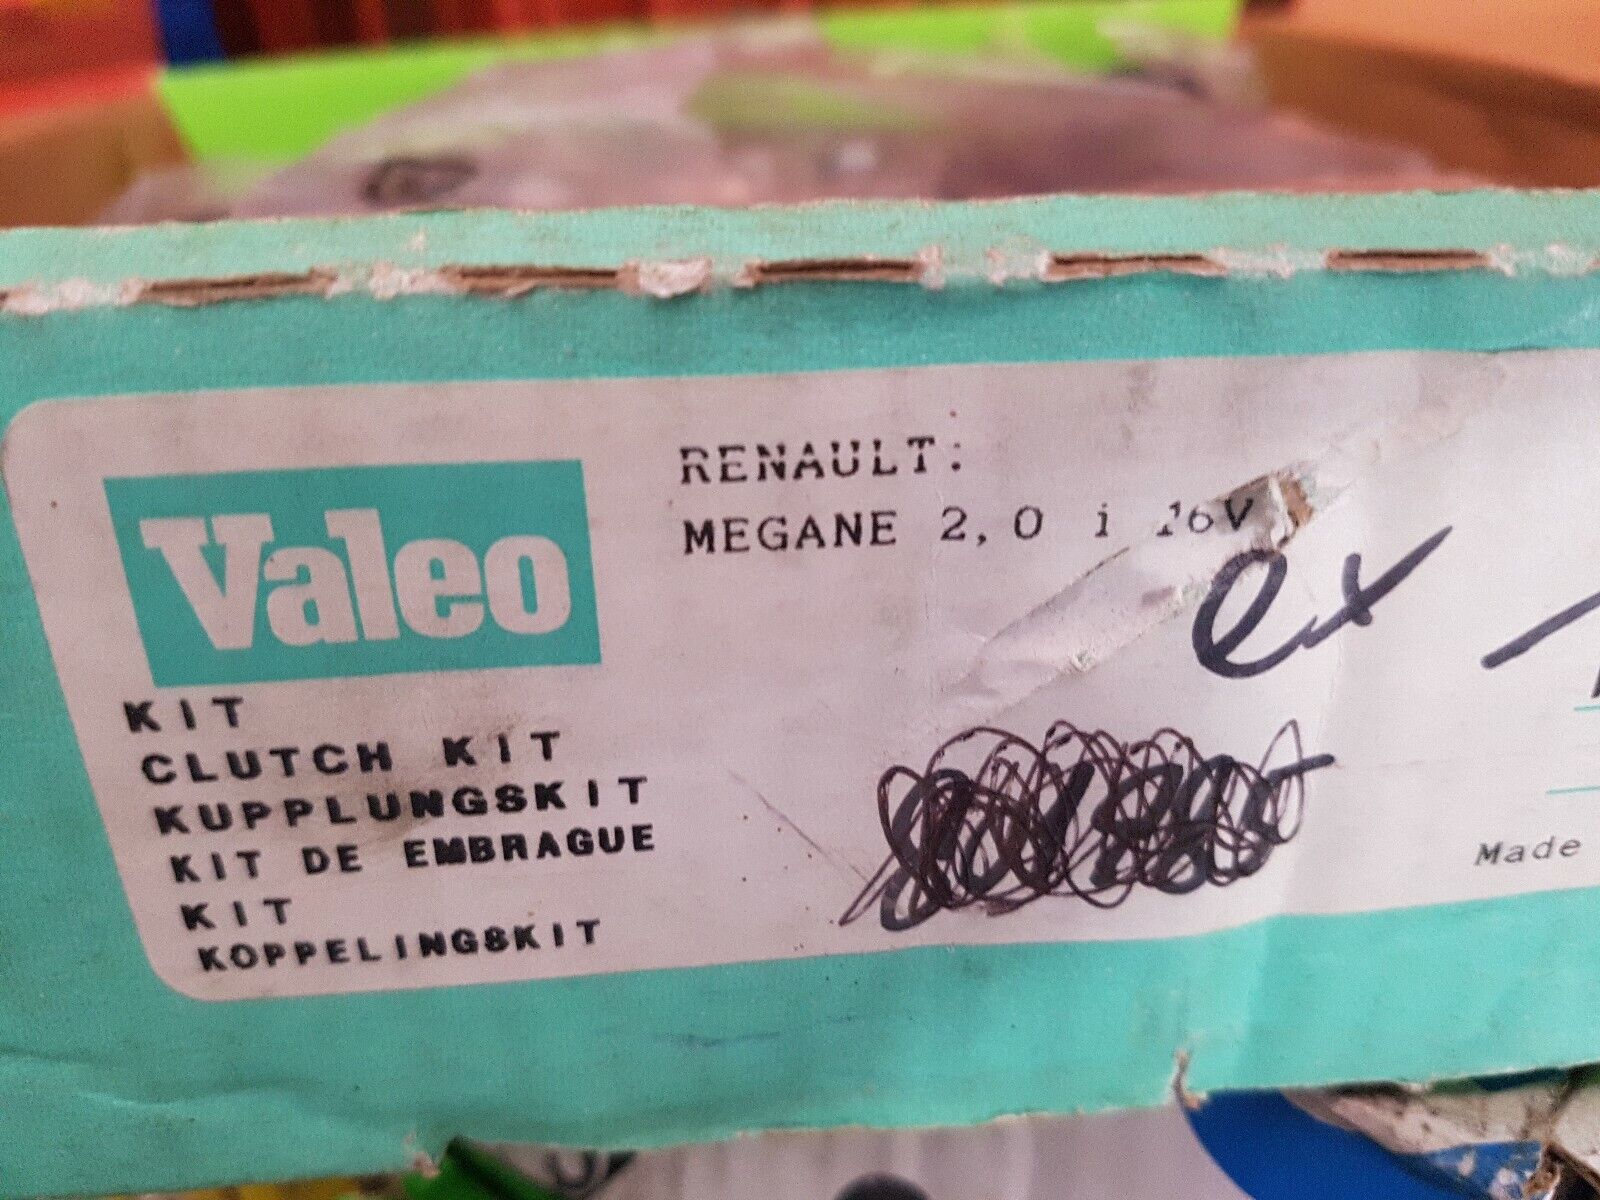 Valeo
RENAULT:
MEGANE 2,0 i 16V
KIT
CLUTCH KIT
KUPPLUNGSKIT
KIT DE EMBRAGUE
KIT
KOPPELINGSKIT
Made